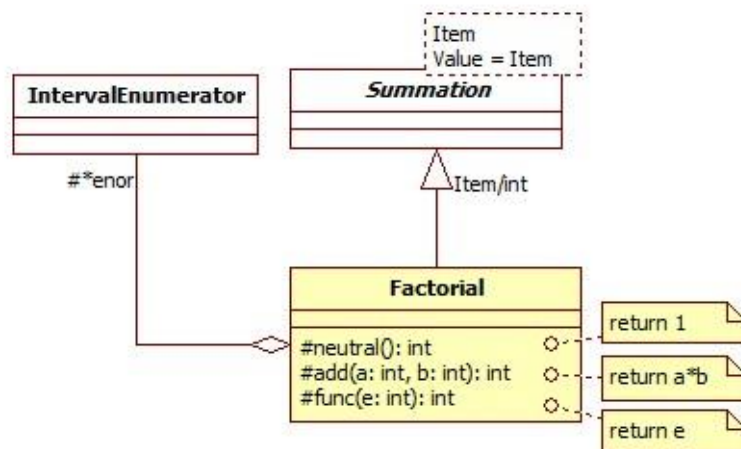 Item
Value = Item
IntervalEnumerator
Summation
#*enor
Item/int
Factorial
#neutral(): int
#add(a: int, b: int): int
#func(e: int): int
return 1
return a*b
return e